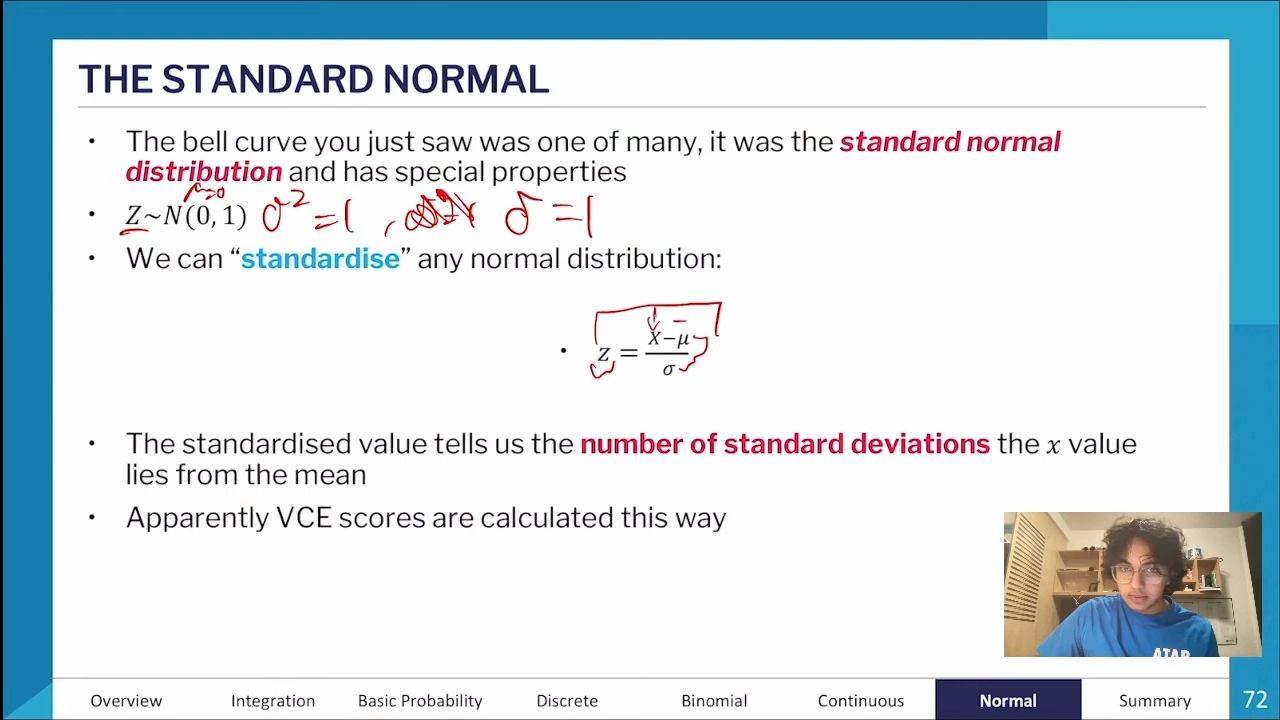 THE STANDARD NORMAL
• The bell curve you just saw was one of many, it was the standard normal
distribution and has special properties
μ=0
• Z~N(0, 1) σ² = 1 , σ = 1
• We can “standardise” any normal distribution:
• z = (X−μ)/σ
• The standardised value tells us the number of standard deviations the x value
lies from the mean
• Apparently VCE scores are calculated this way
ATAR
Overview Integration Basic Probability Discrete Binomial Continuous Normal Summary 72